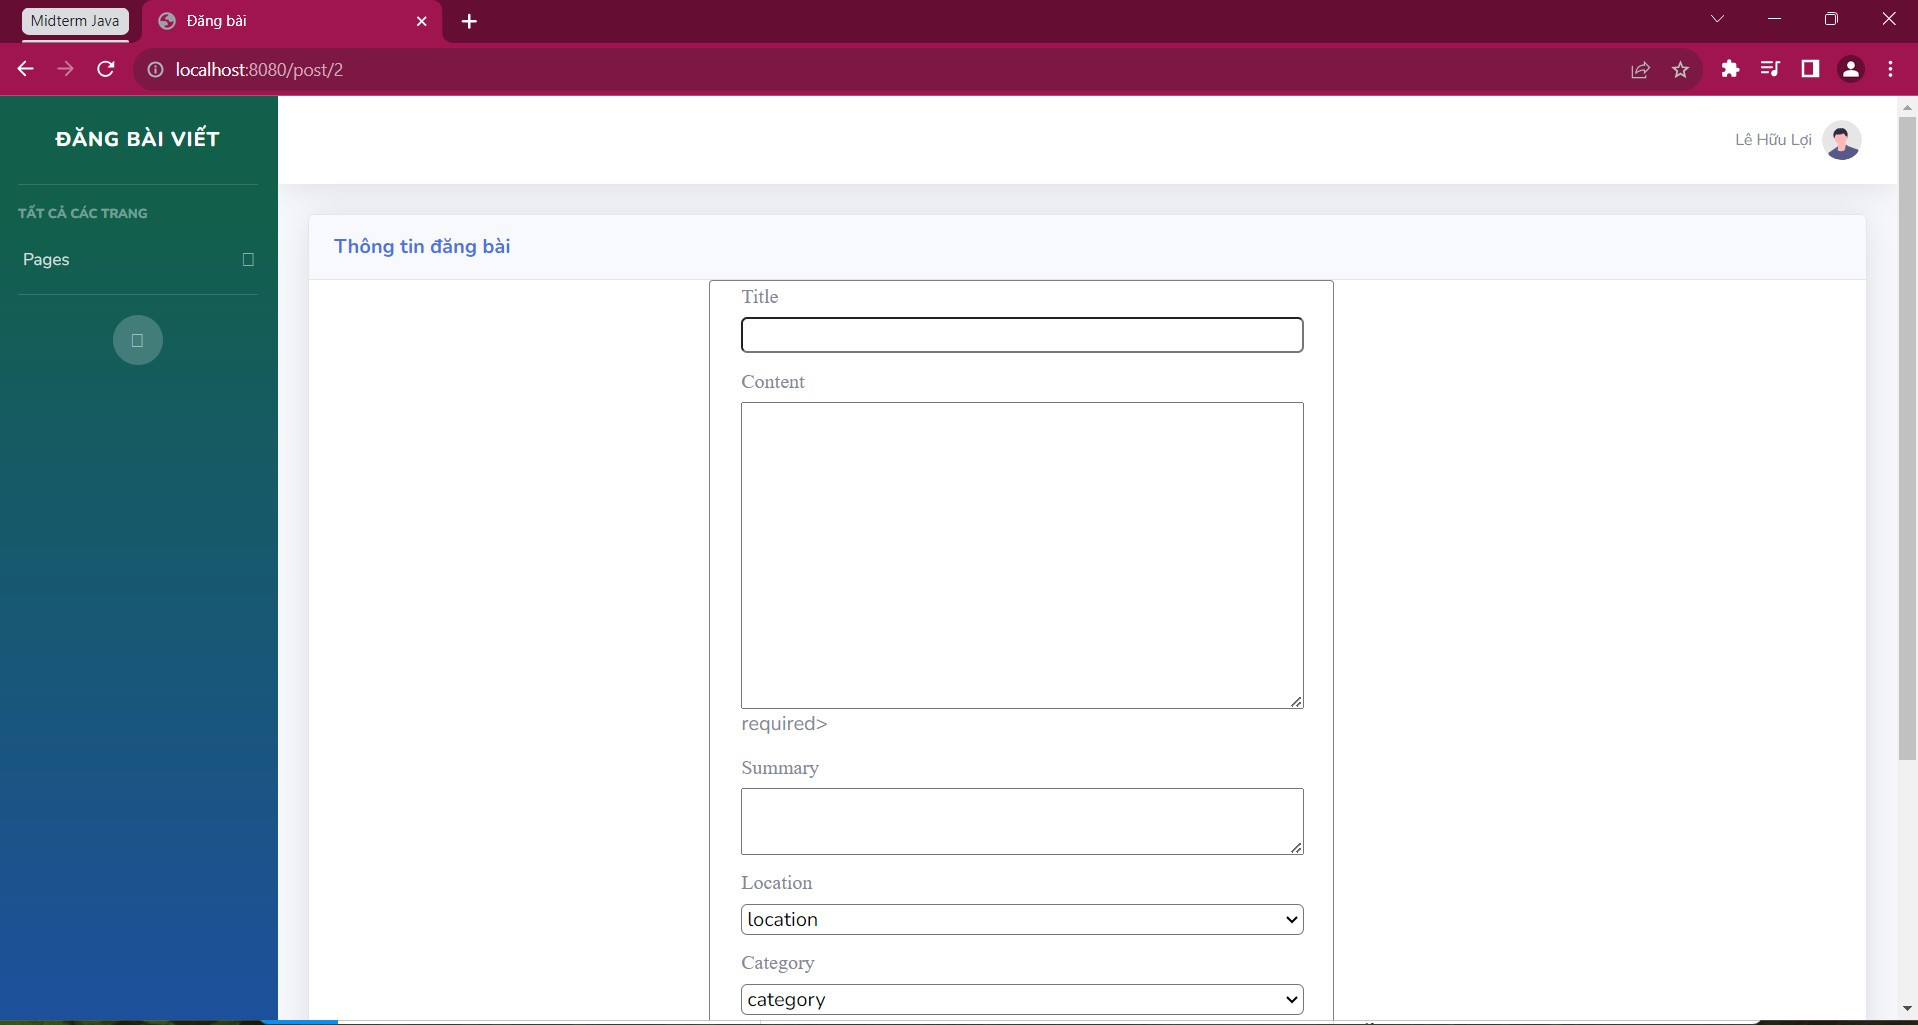 Midterm Java
Đăng bài
localhost:8080/post/2
ĐĂNG BÀI VIẾT
Lê Hữu Lợi
TẤT CẢ CÁC TRANG
Pages
Thông tin đăng bài
Title
Content
required>
Summary
Location
location
Category
category